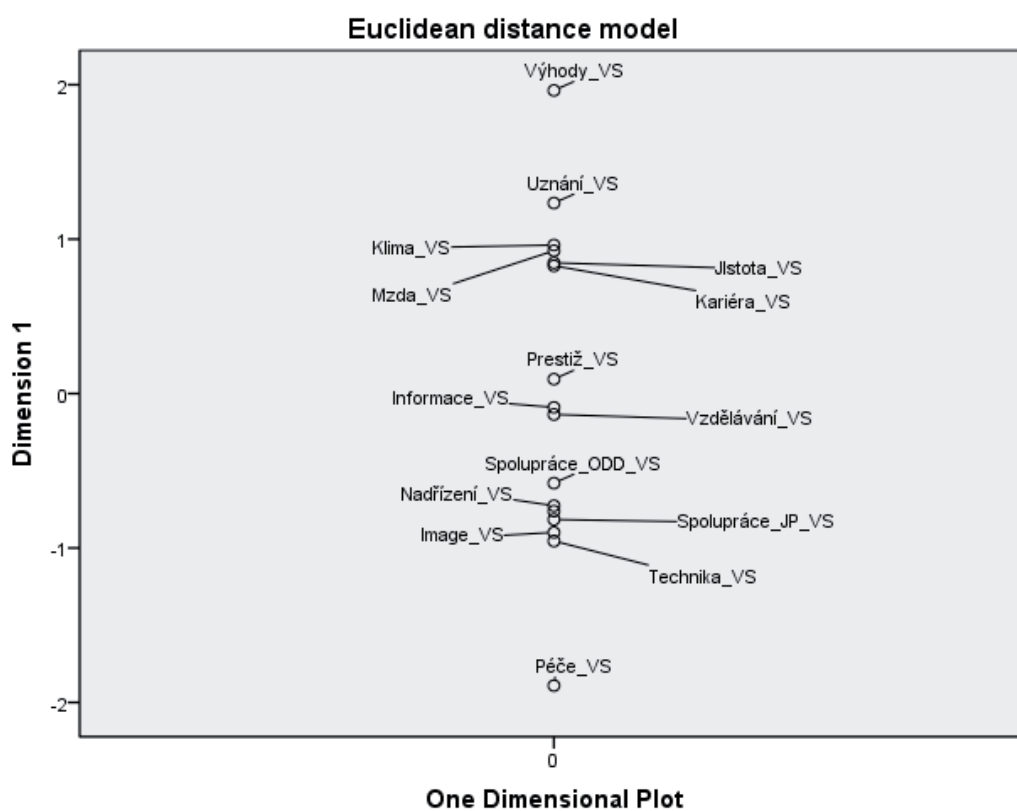 Euclidean distance model
Výhody_VS
2
Uznání_VS
1
Klima_VS
JIstota_VS
Mzda_VS
Kariéra_VS
Dimension 1
Prestiž_VS
0
Informace_VS
Vzdělávání_VS
Spolupráce_ODD_VS
Nadřízení_VS
Spolupráce_JP_VS
Image_VS
-1
Technika_VS
Péče_VS
-2
0
One Dimensional Plot